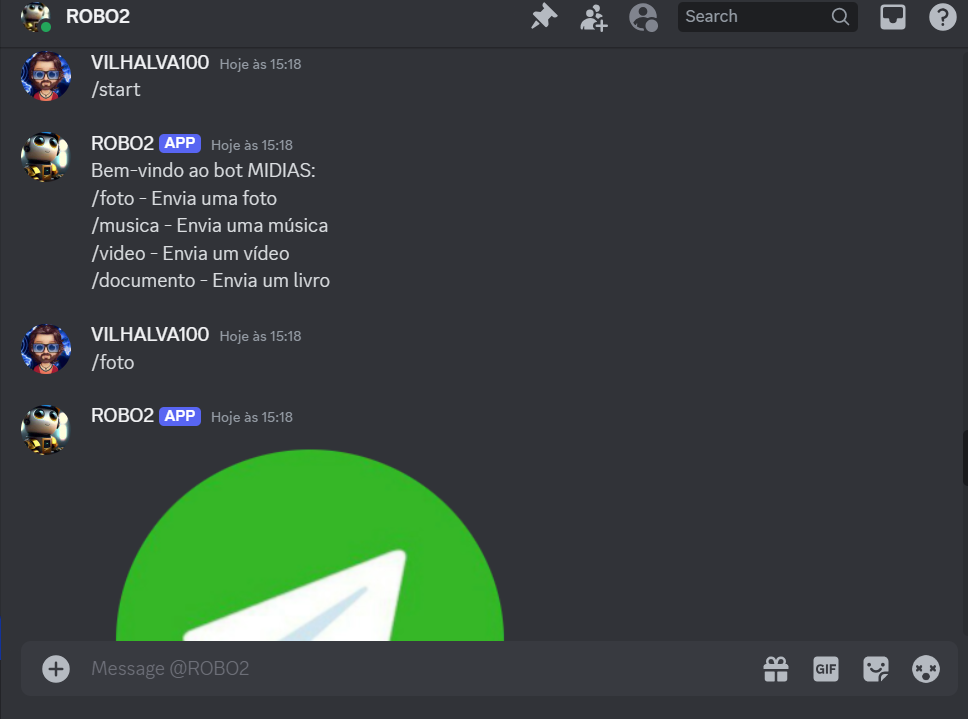 ROBO2
Search
VILHALVA100 Hoje às 15:18
/start
ROBO2 APP Hoje às 15:18
Bem-vindo ao bot MIDIAS:
/foto - Envia uma foto
/musica - Envia uma música
/video - Envia um vídeo
/documento - Envia um livro
VILHALVA100 Hoje às 15:18
/foto
ROBO2 APP Hoje às 15:18
Message @ROBO2
GIF